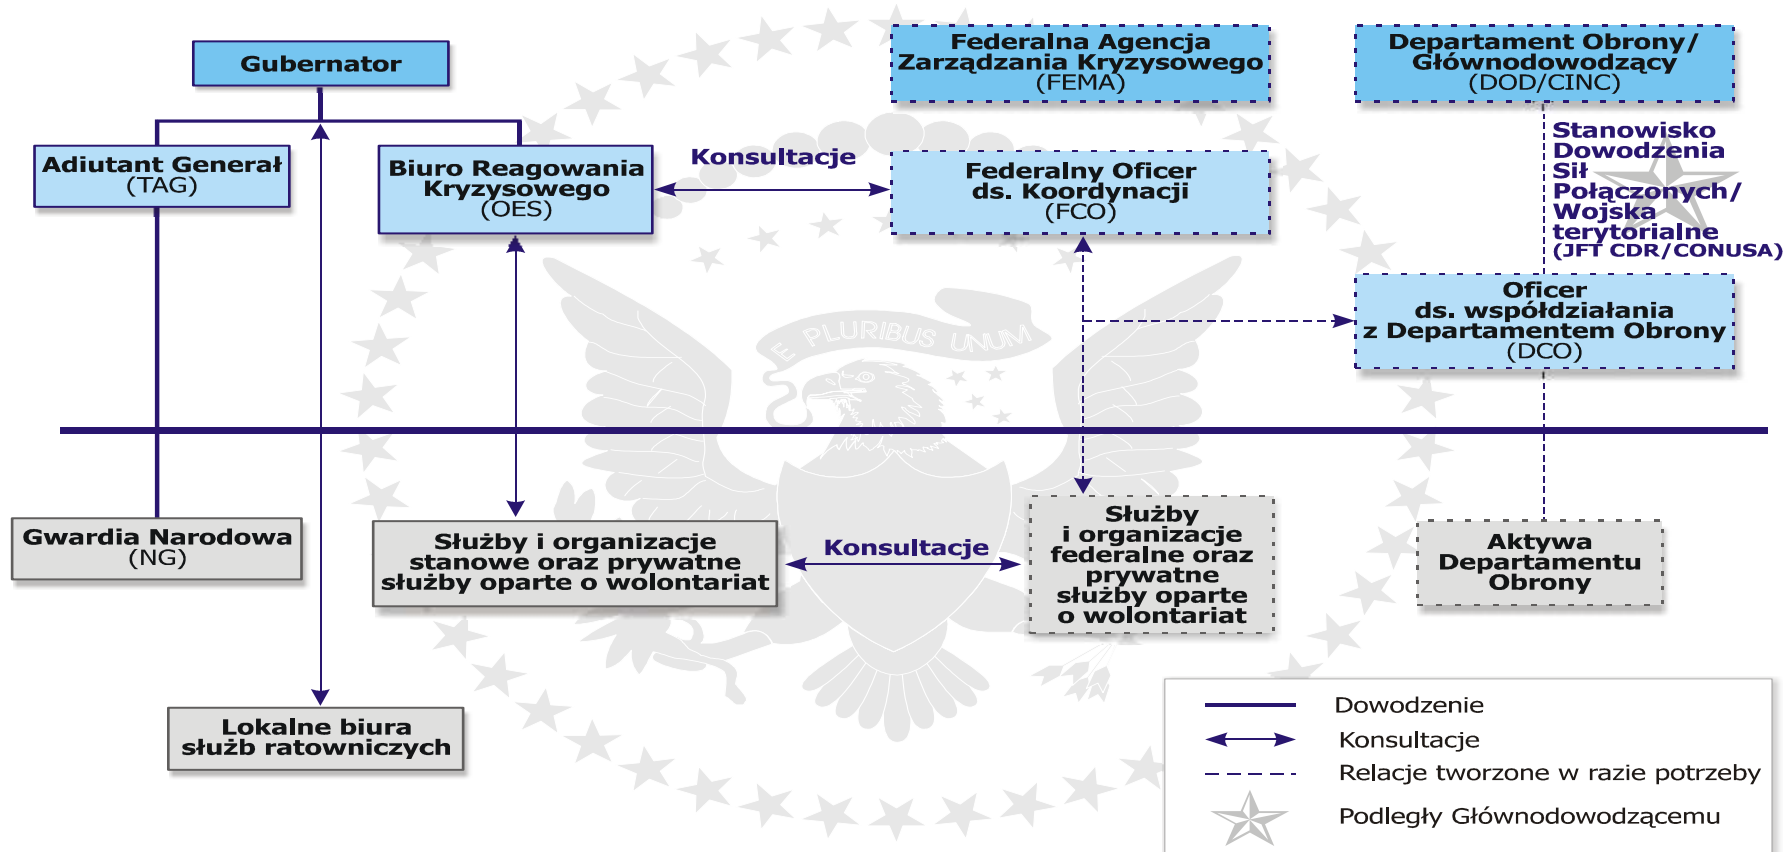 Gubernator
Federalna Agencja
Zarządzania Kryzysowego
(FEMA)
Departament Obrony/
Głównodowodzący
(DOD/CINC)
Adiutant Generał
(TAG)
Biuro Reagowania
Kryzysowego
(OES)
Konsultacje
Federalny Oficer
ds. Koordynacji
(FCO)
Stanowisko
Dowodzenia
Sił
Połączonych/
Wojska
terytorialne
(JFT CDR/CONUSA)
Oficer
ds. współdziałania
z Departamentem Obrony
(DCO)
E PLURIBUS UNUM
Gwardia Narodowa
(NG)
Służby i organizacje
stanowe oraz prywatne
służby oparte o wolontariat
Konsultacje
Służby
i organizacje
federalne oraz
prywatne
służby oparte
o wolontariat
Aktywa
Departamentu
Obrony
Lokalne biura
służb ratowniczych
Dowodzenie
Konsultacje
Relacje tworzone w razie potrzeby
Podległy Głównodowodzącemu